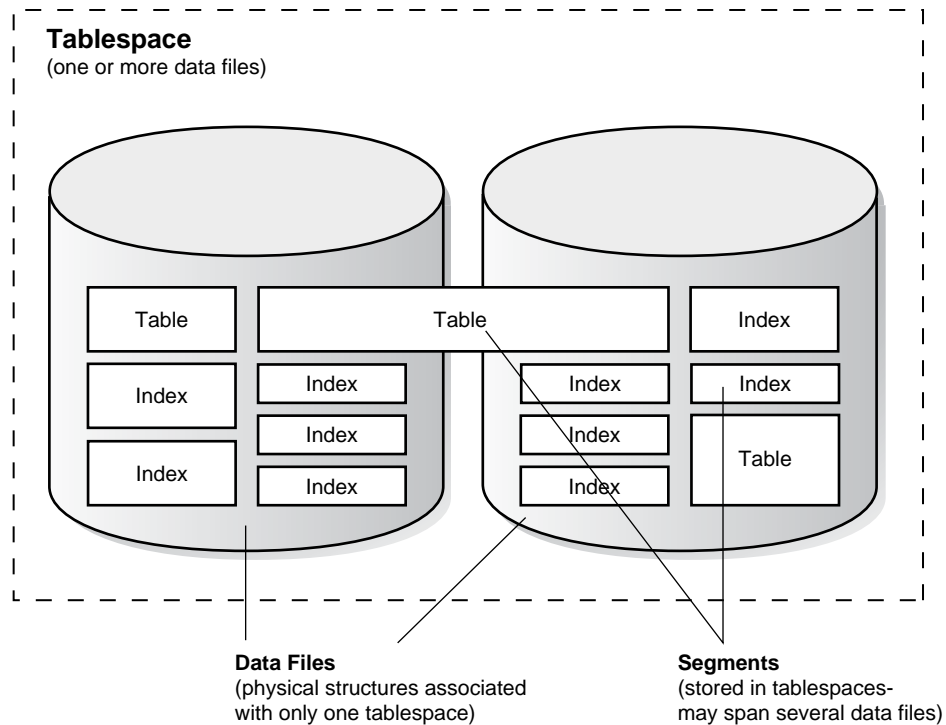 Tablespace
(one or more data files)
Table
Table
Index
Index
Index
Index
Index
Index
Index
Index
Table
Index
Index
Index
Data Files
(physical structures associated
with only one tablespace)
Segments
(stored in tablespaces-
may span several data files)